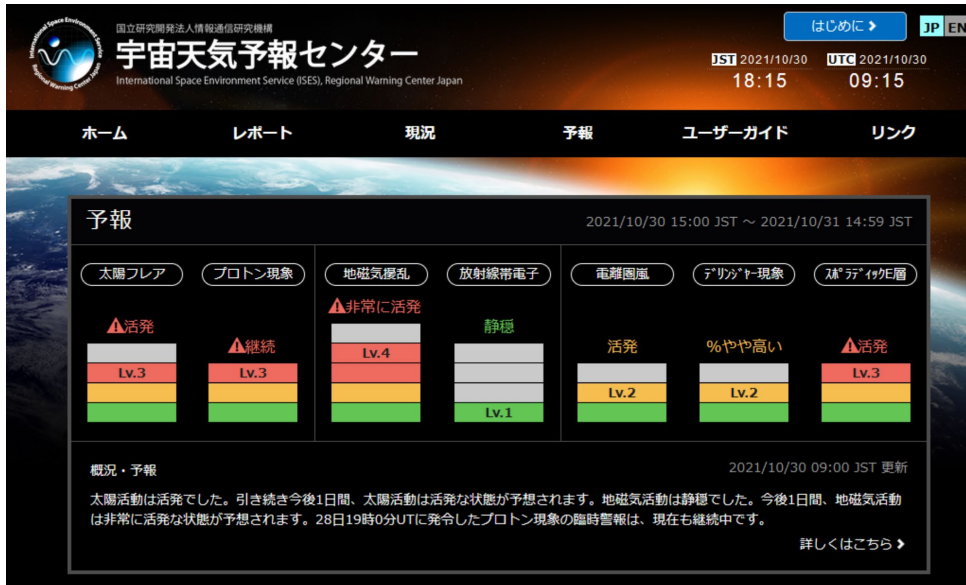 International Space Environment Service
Regional Warning Center Japan
国立研究開発法人情報通信研究機構
宇宙天気予報センター
International Space Environment Service (ISES), Regional Warning Center Japan
はじめに
JP EN
JST 2021/10/30 UTC 2021/10/30
18:15 09:15
ホーム レポート 現況 予報 ユーザーガイド リンク
予報 2021/10/30 15:00 JST ～ 2021/10/31 14:59 JST
太陽フレア プロトン現象 地磁気擾乱 放射線帯電子 電離圏嵐 ﾃﾞﾘﾝｼﾞｬｰ現象 ｽﾎﾟﾗﾃﾞｨｯｸE層
非常に活発
活発 静穏
継続 活発 %やや高い 活発
Lv.4
Lv.3 Lv.3 Lv.3
Lv.2 Lv.2
Lv.1
概況・予報 2021/10/30 09:00 JST 更新
太陽活動は活発でした。引き続き今後1日間、太陽活動は活発な状態が予想されます。地磁気活動は静穏でした。今後1日間、地磁気活動
は非常に活発な状態が予想されます。28日19時0分UTに発令したプロトン現象の臨時警報は、現在も継続中です。
詳しくはこちら